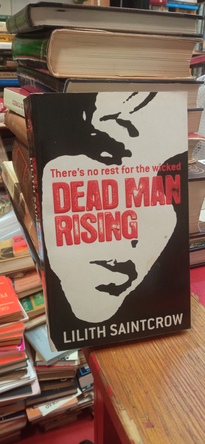 There's no rest for the wicked
DEAD MAN
RISING
LILITH SAINTCROW